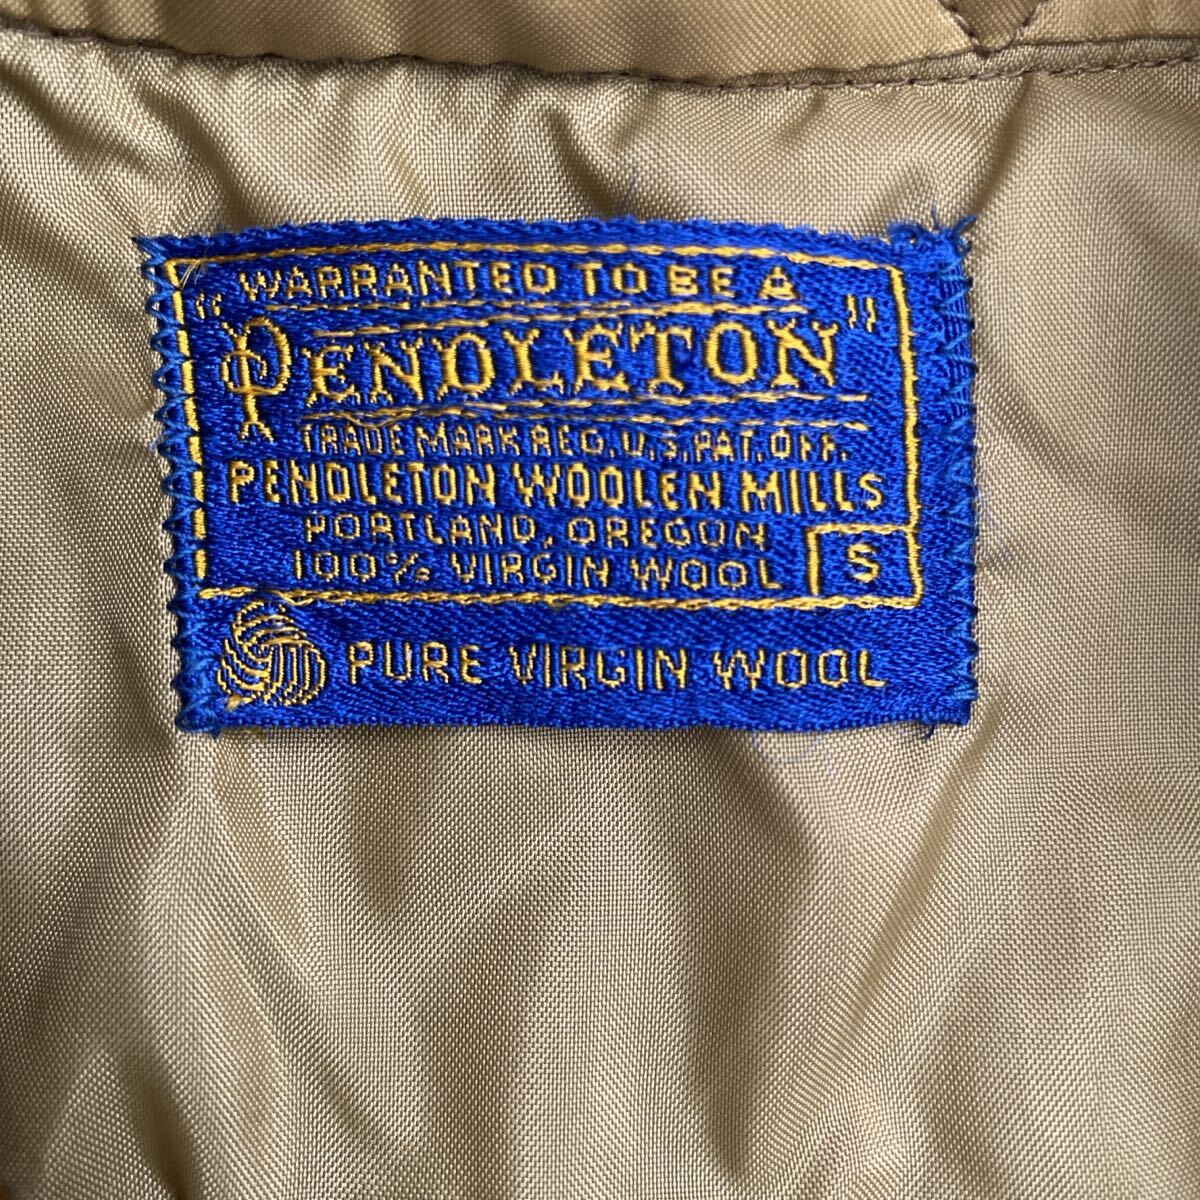 WARRANTED TO BE A
"PENDLETON"
TRADE MARK REG. U.S. PAT. OFF.
PENDLETON WOOLEN MILLS
PORTLAND, OREGON
100% VIRGIN WOOL
S
PURE VIRGIN WOOL